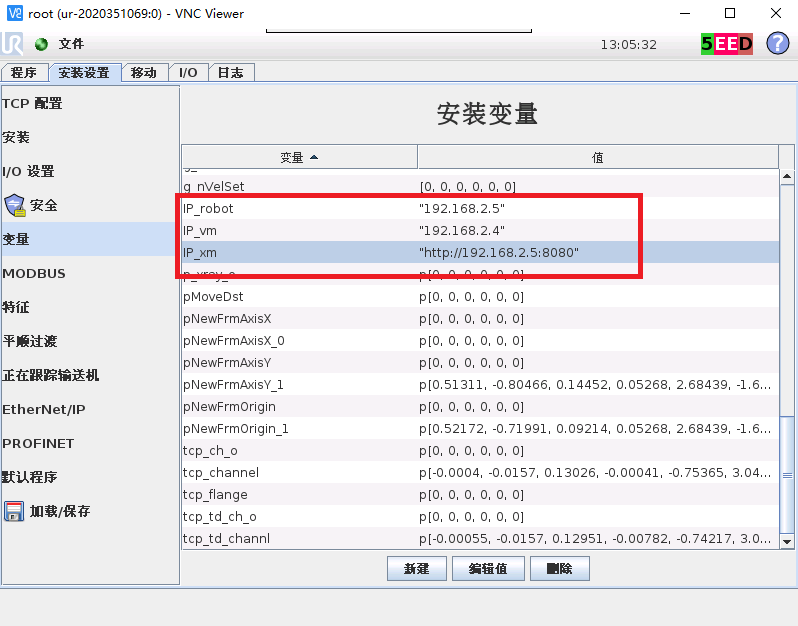 root (ur-2020351069:0) - VNC Viewer
UR 文件 13:05:32 5EED ?
程序 安装设置 移动 I/O 日志
TCP 配置
安装
I/O 设置
安全
变量
MODBUS
特征
平顺过渡
正在跟踪输送机
EtherNet/IP
PROFINET
默认程序
加载/保存
安装变量
变量 值
g_nVelSet [0, 0, 0, 0, 0, 0]
IP_robot "192.168.2.5"
IP_vm "192.168.2.4"
IP_xm "http://192.168.2.5:8080"
p[0, 0, 0, 0, 0, 0]
pMoveDst p[0, 0, 0, 0, 0, 0]
pNewFrmAxisX p[0, 0, 0, 0, 0, 0]
pNewFrmAxisX_0 p[0, 0, 0, 0, 0, 0]
pNewFrmAxisY p[0, 0, 0, 0, 0, 0]
pNewFrmAxisY_1 p[0.51311, -0.80466, 0.14452, 0.05268, 2.68439, -1.6...
pNewFrmOrigin p[0, 0, 0, 0, 0, 0]
pNewFrmOrigin_1 p[0.52172, -0.71991, 0.09214, 0.05268, 2.68439, -1.6...
tcp_ch_o p[0, 0, 0, 0, 0, 0]
tcp_channel p[-0.0004, -0.0157, 0.13026, -0.00041, -0.75365, 3.04...
tcp_flange p[0, 0, 0, 0, 0, 0]
tcp_td_ch_o p[0, 0, 0, 0, 0, 0]
tcp_td_channl p[-0.00055, -0.0157, 0.12951, -0.00782, -0.74217, 3.0...
新建 编辑值 删除